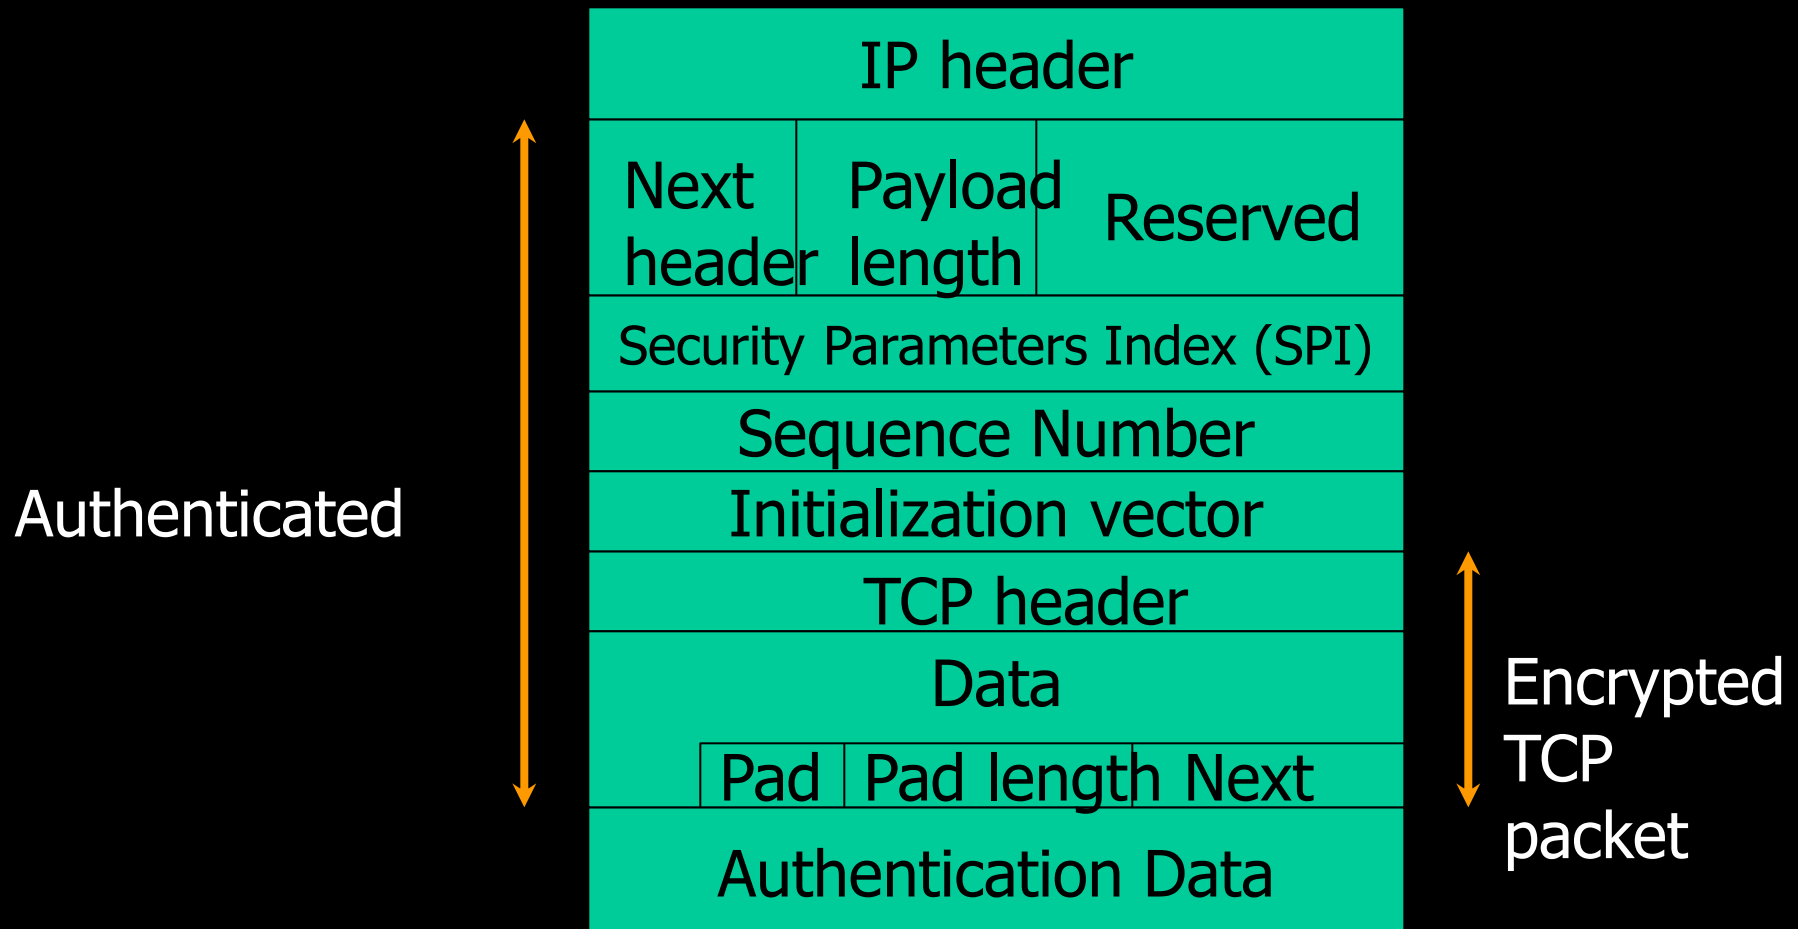 IP header
Next
header
Payload
length
Reserved
Security Parameters Index (SPI)
Sequence Number
Authenticated
Initialization vector
TCP header
Data
Encrypted
TCP
packet
Pad
Pad length
Next
Authentication Data